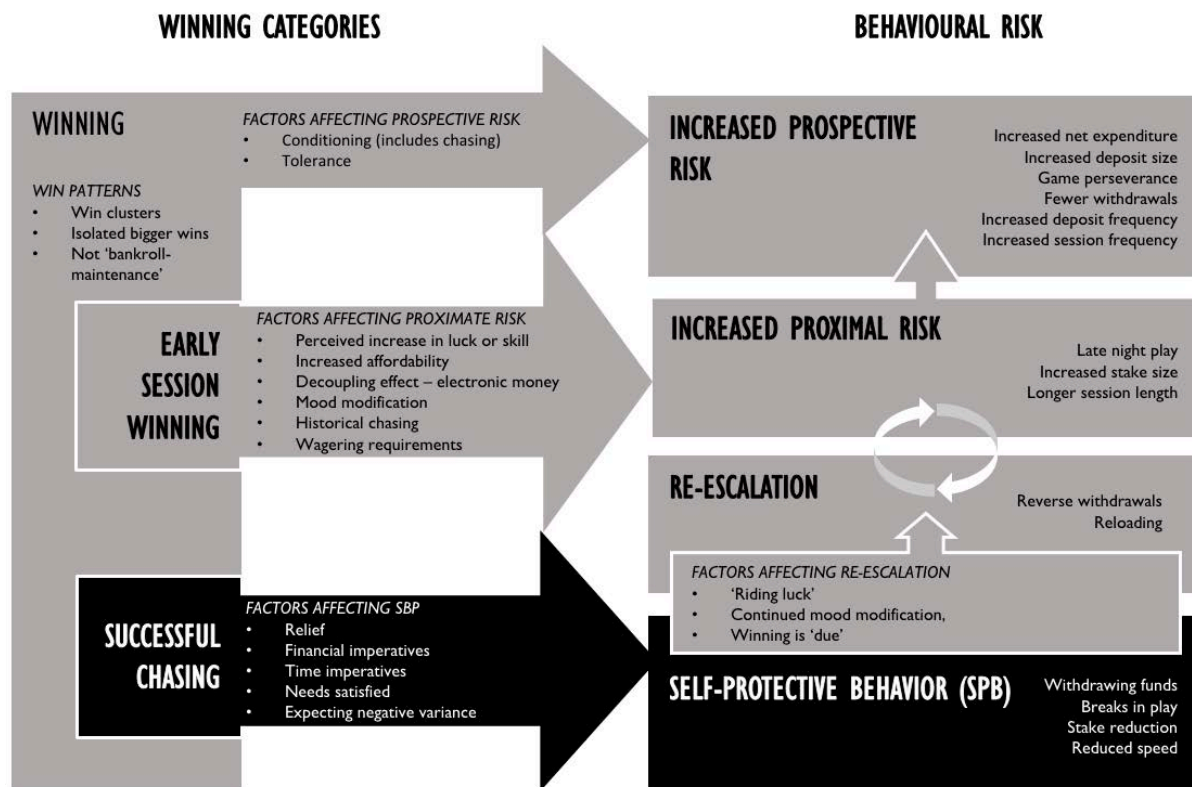 WINNING CATEGORIES
BEHAVIOURAL RISK
WINNING
WIN PATTERNS
• Win clusters
• Isolated bigger wins
• Not ‘bankroll-
maintenance’
FACTORS AFFECTING PROSPECTIVE RISK
• Conditioning (includes chasing)
• Tolerance
EARLY
SESSION
WINNING
FACTORS AFFECTING PROXIMATE RISK
• Perceived increase in luck or skill
• Increased affordability
• Decoupling effect – electronic money
• Mood modification
• Historical chasing
• Wagering requirements
SUCCESSFUL
CHASING
FACTORS AFFECTING SBP
• Relief
• Financial imperatives
• Time imperatives
• Needs satisfied
• Expecting negative variance
INCREASED PROSPECTIVE
RISK
Increased net expenditure
Increased deposit size
Game perseverance
Fewer withdrawals
Increased deposit frequency
Increased session frequency
INCREASED PROXIMAL RISK
Late night play
Increased stake size
Longer session length
RE-ESCALATION
Reverse withdrawals
Reloading
FACTORS AFFECTING RE-ESCALATION
• ‘Riding luck’
• Continued mood modification,
• Winning is ‘due’
SELF-PROTECTIVE BEHAVIOR (SPB)
Withdrawing funds
Breaks in play
Stake reduction
Reduced speed